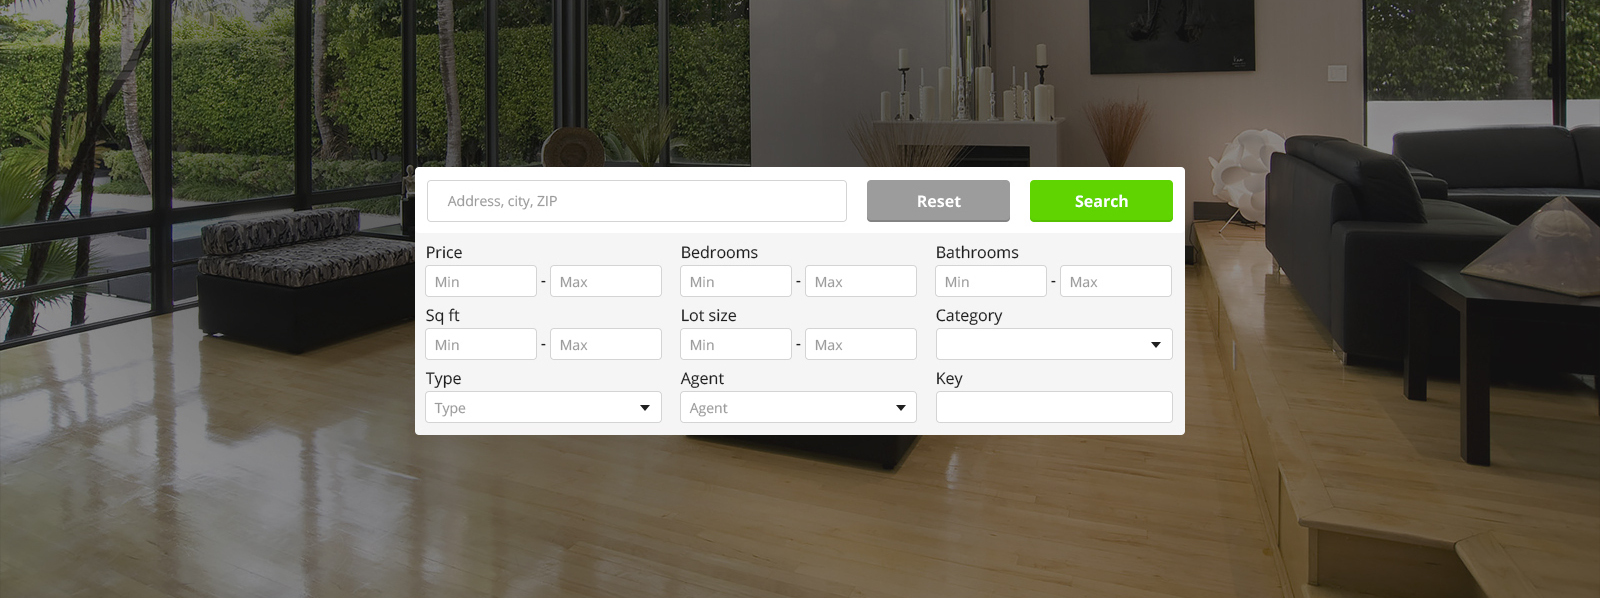 Address, city, ZIP Reset Search
Price Bedrooms Bathrooms
Min - Max Min - Max Min - Max
Sq ft Lot size Category
Min - Max Min - Max
Type Agent Key
Type Agent